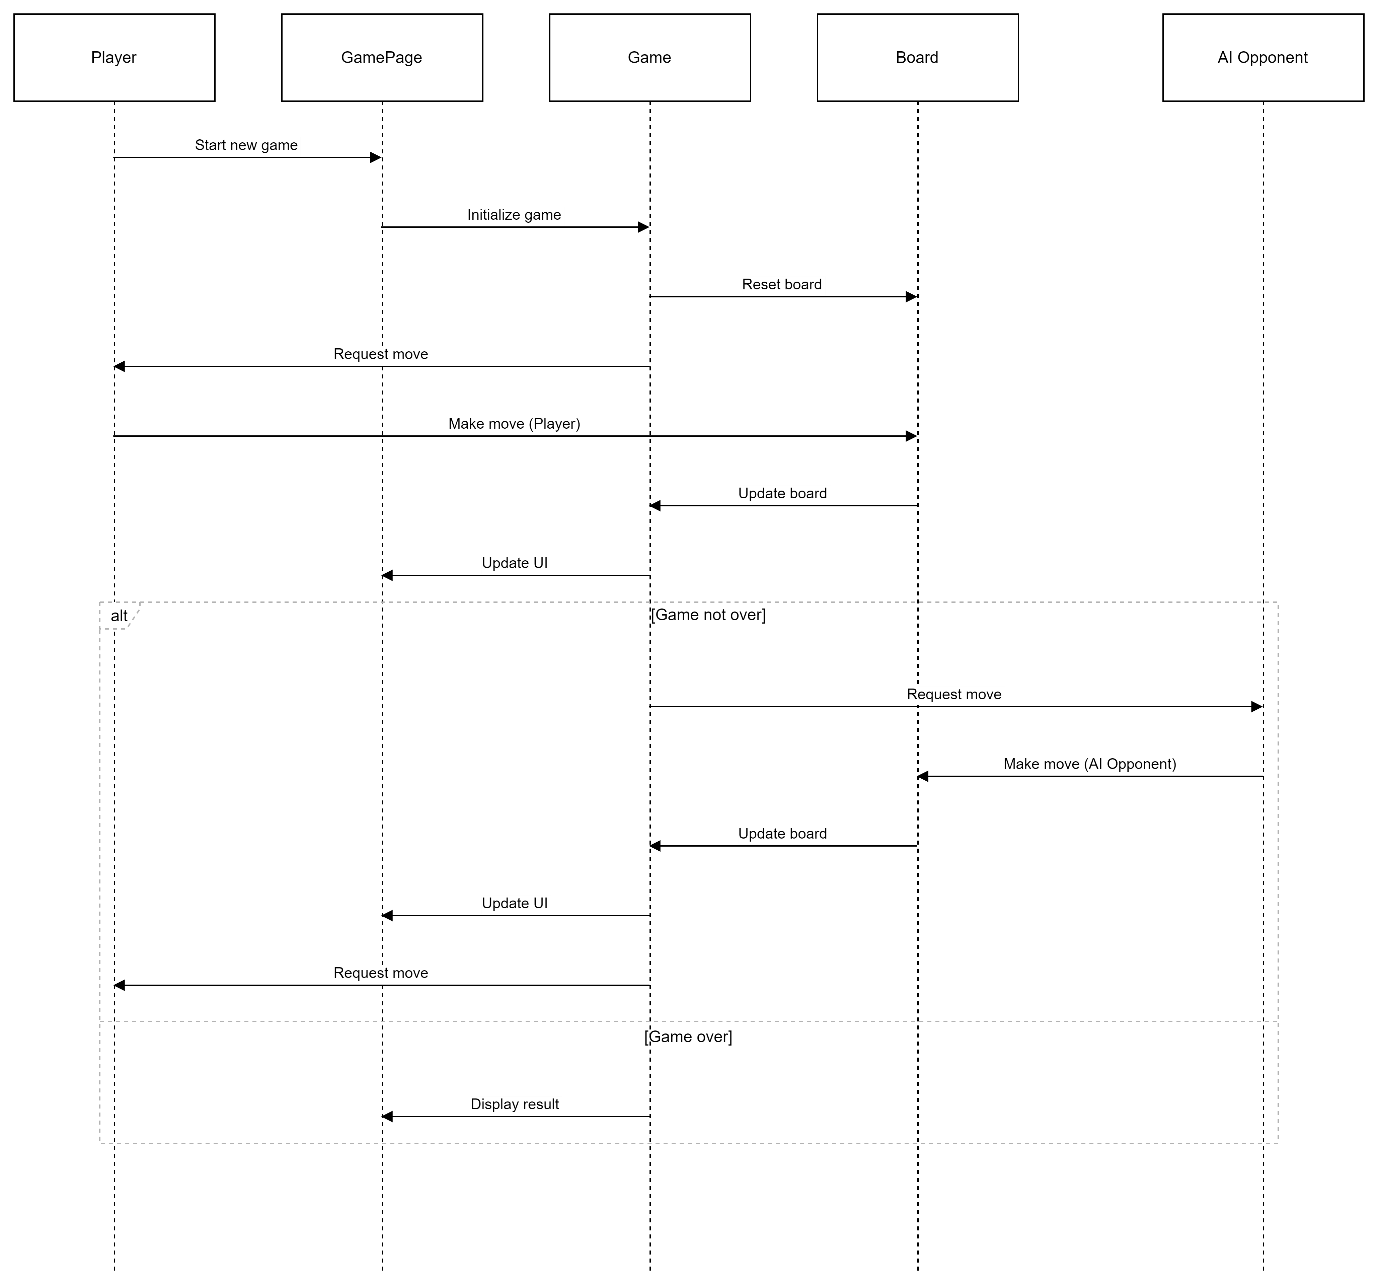 Player
GamePage
Game
Board
AI Opponent
Start new game
Initialize game
Reset board
Request move
Make move (Player)
Update board
Update UI
alt
[Game not over]
Request move
Make move (AI Opponent)
Update board
Update UI
Request move
[Game over]
Display result